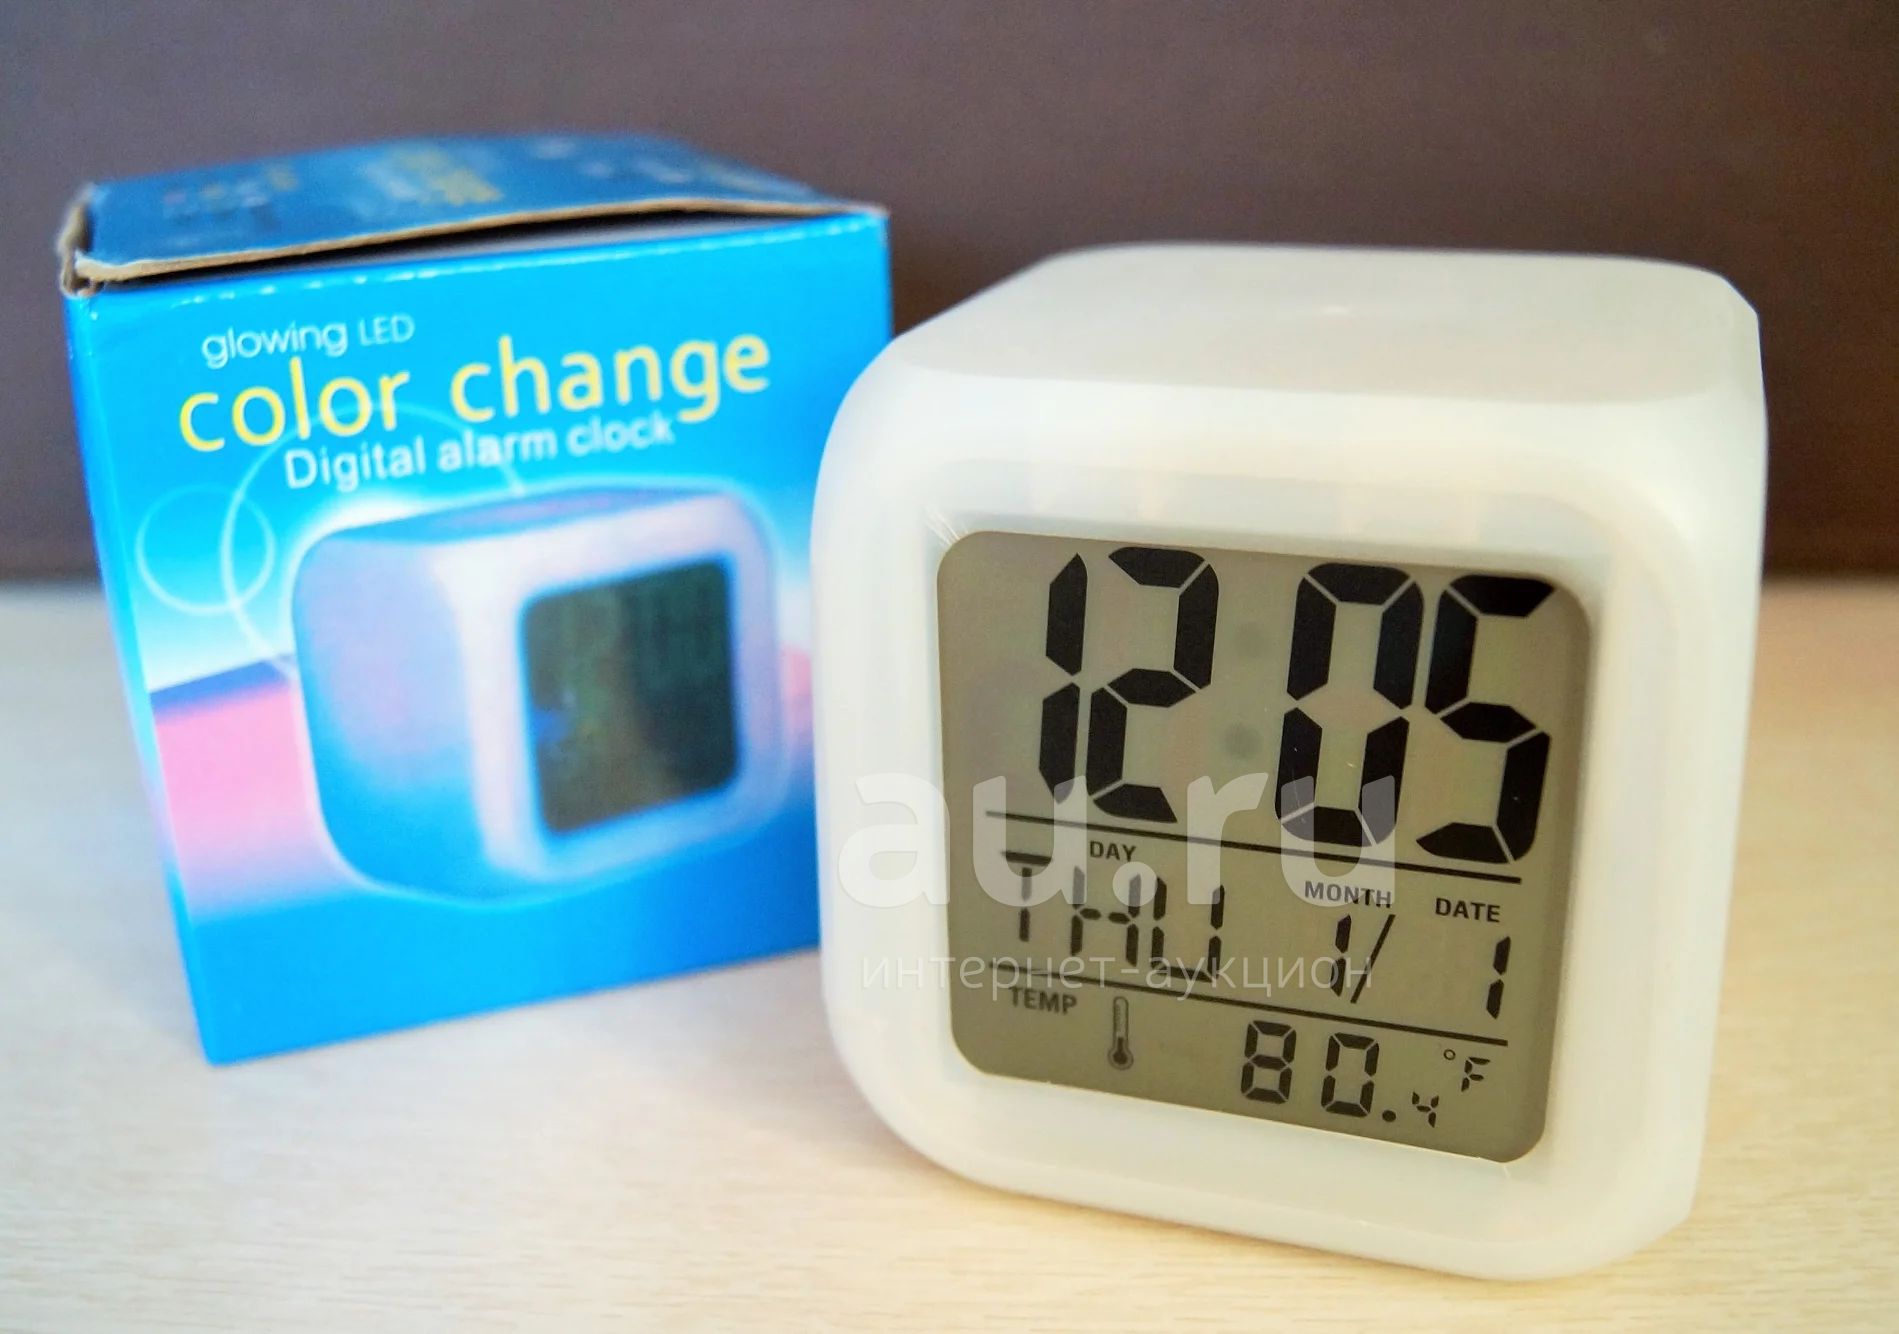 glowing LED
color change
Digital alarm clock
12:05
DAY
MONTH
DATE
THU
1/
1
TEMP
80.4 °F
au.ru
интернет-аукцион